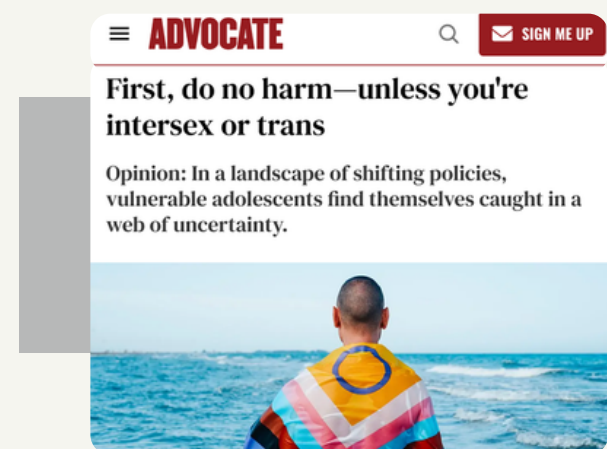 ADVOCATE
SIGN ME UP
First, do no harm—unless you're
intersex or trans
Opinion: In a landscape of shifting policies,
vulnerable adolescents find themselves caught in a
web of uncertainty.